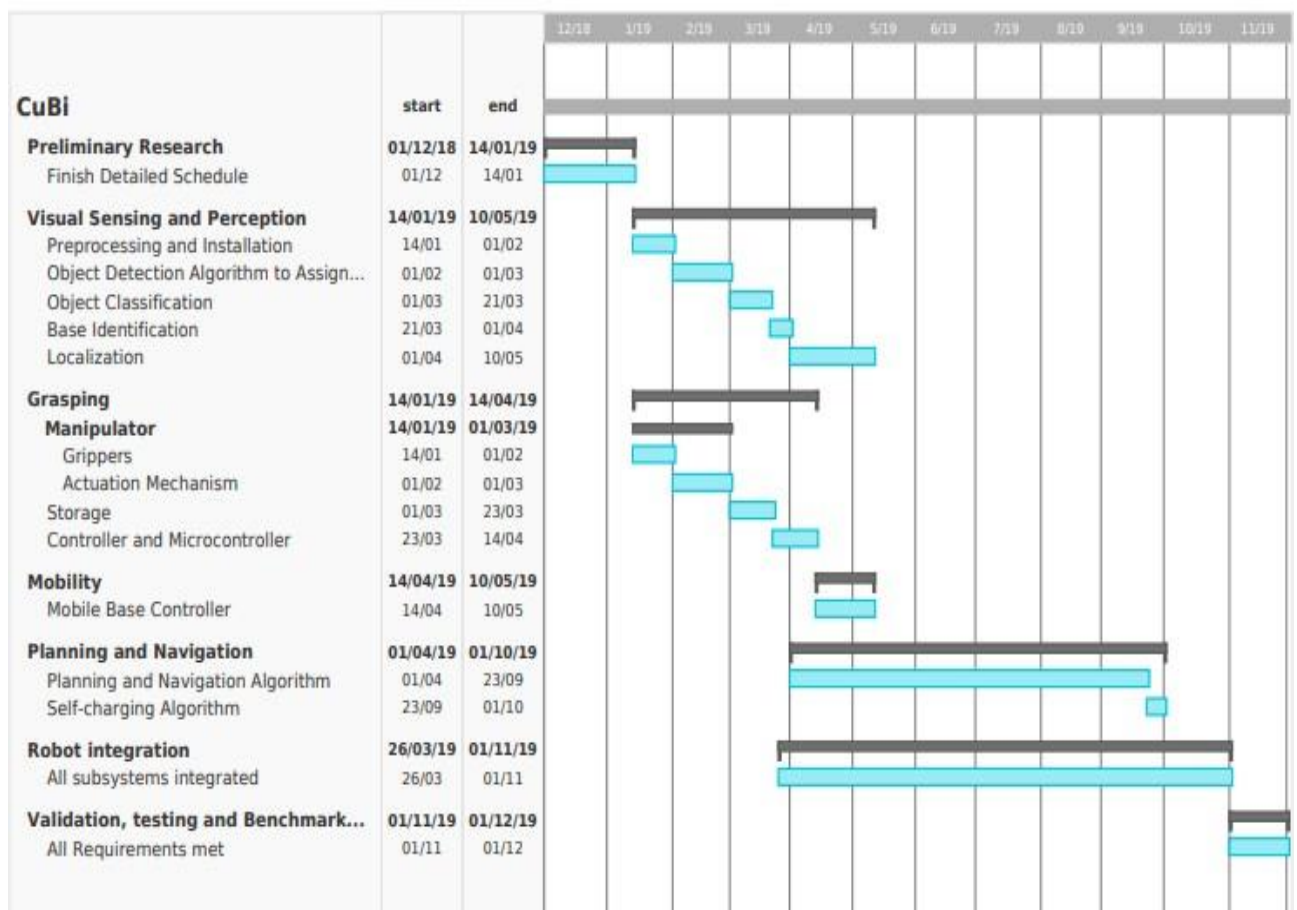 12/18 1/19 2/19 3/19 4/19 5/19 6/19 7/19 8/19 9/19 10/19 11/19
CuBi start end
Preliminary Research 01/12/18 14/01/19
Finish Detailed Schedule 01/12 14/01
Visual Sensing and Perception 14/01/19 10/05/19
Preprocessing and Installation 14/01 01/02
Object Detection Algorithm to Assign... 01/02 01/03
Object Classification 01/03 21/03
Base Identification 21/03 01/04
Localization 01/04 10/05
Grasping 14/01/19 14/04/19
Manipulator 14/01/19 01/03/19
Grippers 14/01 01/02
Actuation Mechanism 01/02 01/03
Storage 01/03 23/03
Controller and Microcontroller 23/03 14/04
Mobility 14/04/19 10/05/19
Mobile Base Controller 14/04 10/05
Planning and Navigation 01/04/19 01/10/19
Planning and Navigation Algorithm 01/04 23/09
Self-charging Algorithm 23/09 01/10
Robot integration 26/03/19 01/11/19
All subsystems integrated 26/03 01/11
Validation, testing and Benchmark... 01/11/19 01/12/19
All Requirements met 01/11 01/12